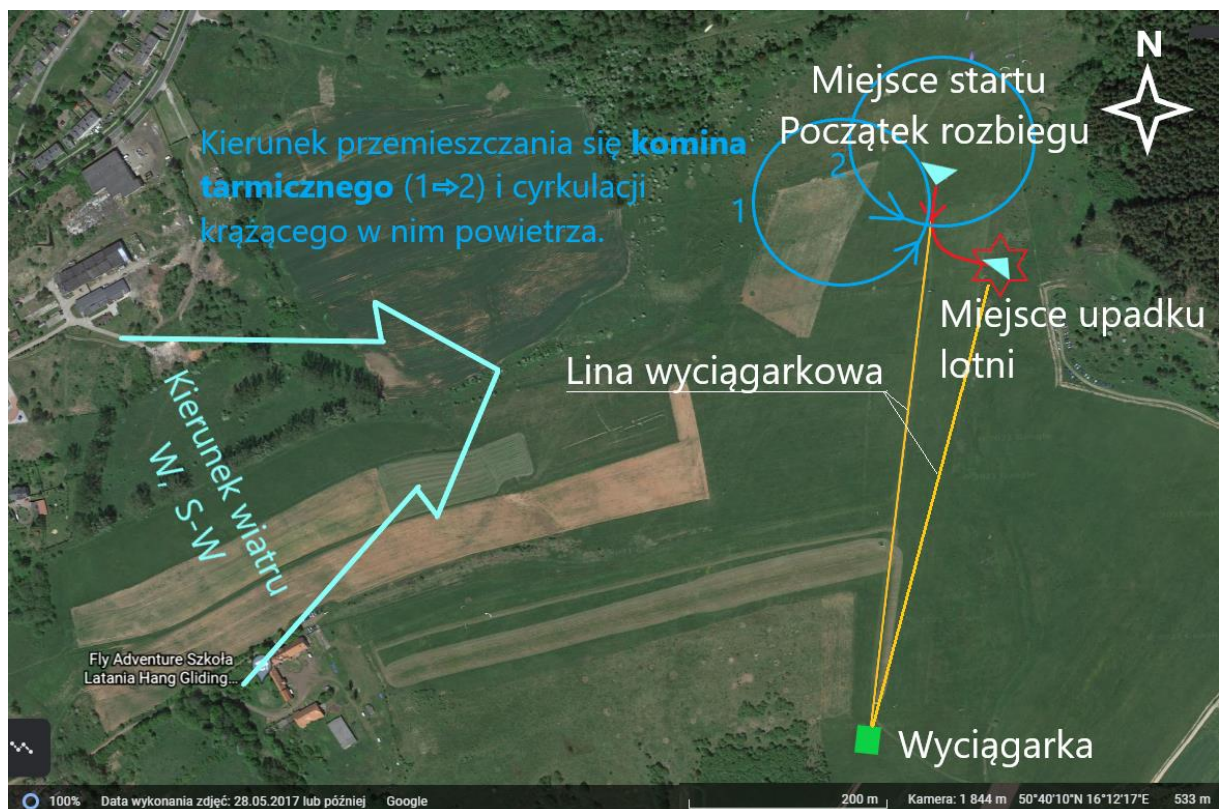 N
Miejsce startu
Początek rozbiegu
Kierunek przemieszczania się komina
tarmicznego (1⇨2) i cyrkulacji
krążącego w nim powietrza.
1
2
Miejsce upadku
lotni
Lina wyciągarkowa
Kierunek wiatru
W, S-W
Fly Adventure Szkoła
Latania Hang Gliding...
Wyciągarka
100% Data wykonania zdjęć: 28.05.2017 lub później Google 200 m Kamera: 1 844 m 50°40'10"N 16°12'17"E 533 m